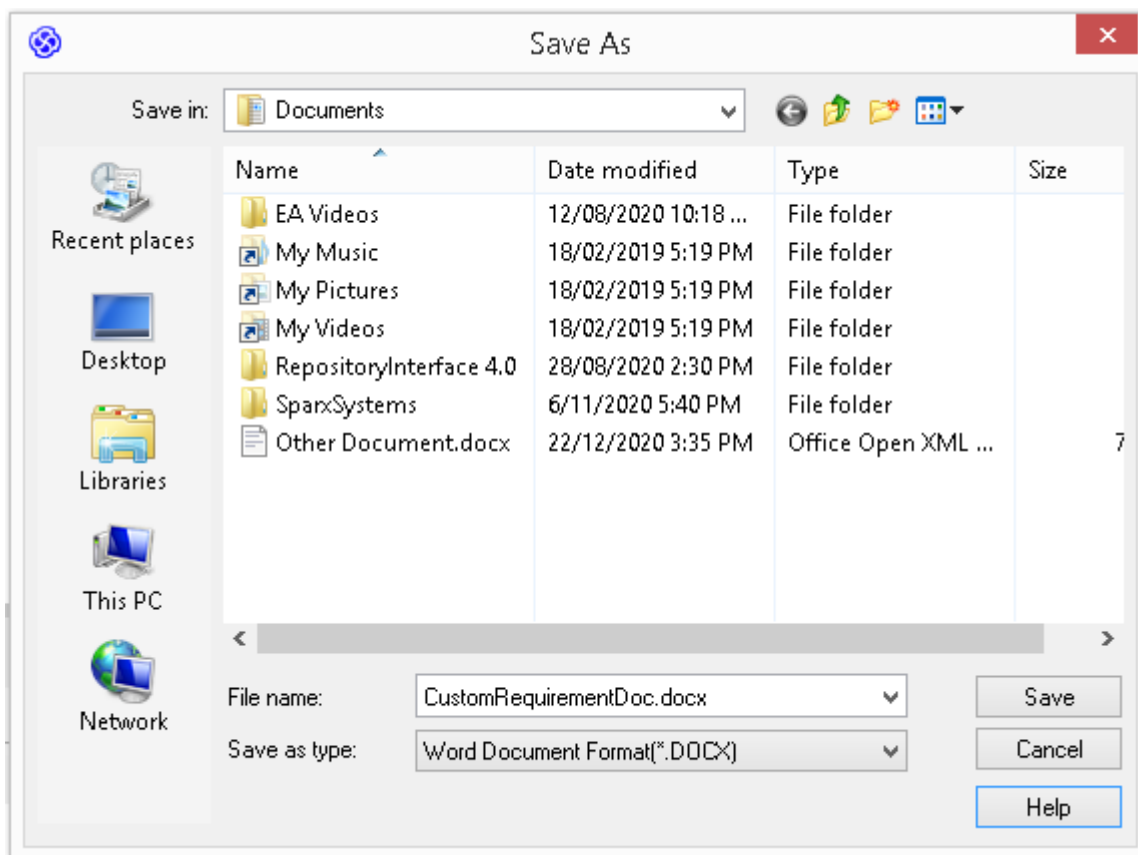 Save As
Save in: Documents
Name Date modified Type Size
EA Videos 12/08/2020 10:18 ... File folder
My Music 18/02/2019 5:19 PM File folder
My Pictures 18/02/2019 5:19 PM File folder
My Videos 18/02/2019 5:19 PM File folder
RepositoryInterface 4.0 28/08/2020 2:30 PM File folder
SparxSystems 6/11/2020 5:40 PM File folder
Other Document.docx 22/12/2020 3:35 PM Office Open XML ... 7
Recent places
Desktop
Libraries
This PC
Network
File name: CustomRequirementDoc.docx Save
Save as type: Word Document Format(*.DOCX) Cancel
Help